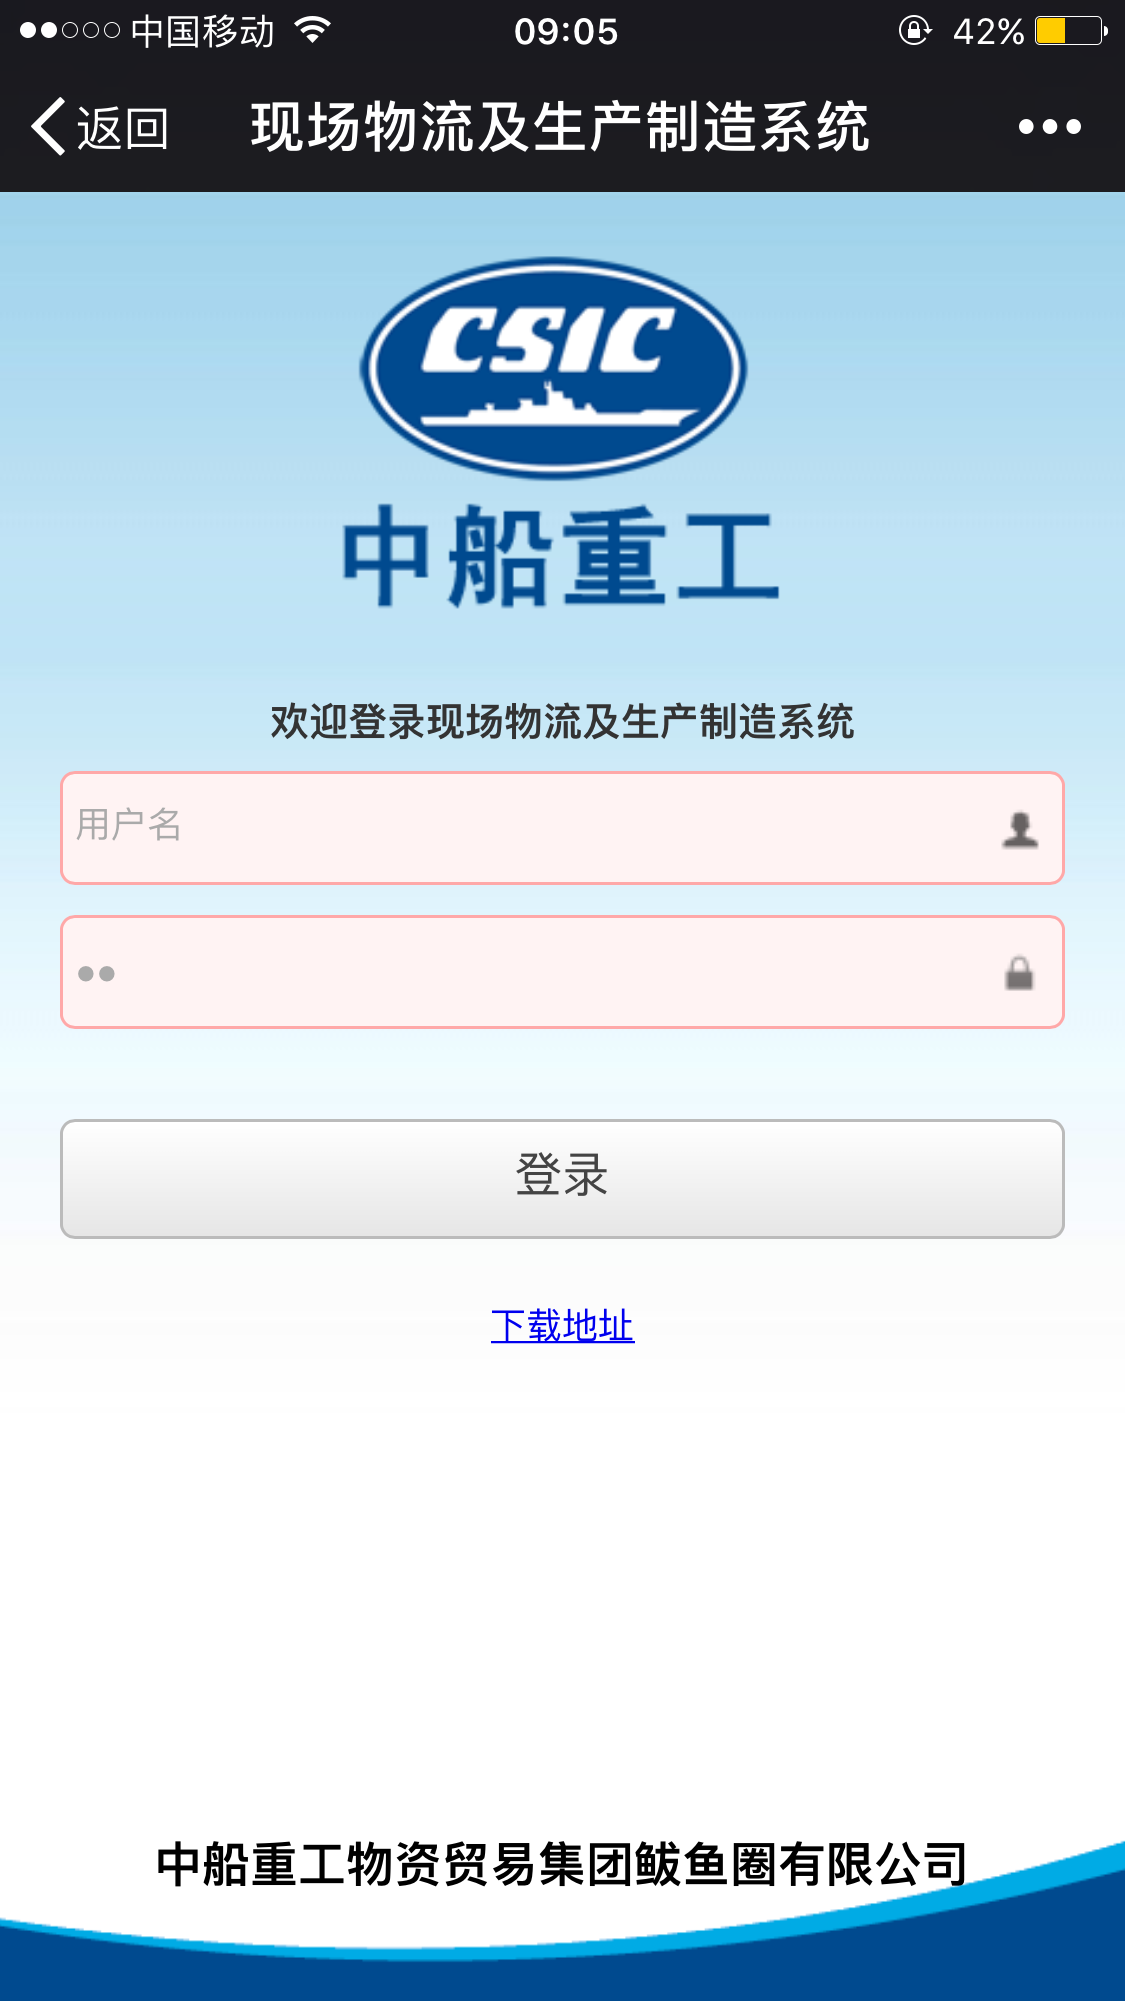 中国移动 09:05 42%
返回 现场物流及生产制造系统
CSIC
中船重工
欢迎登录现场物流及生产制造系统
用户名
登录
下载地址
中船重工物资贸易集团鲅鱼圈有限公司